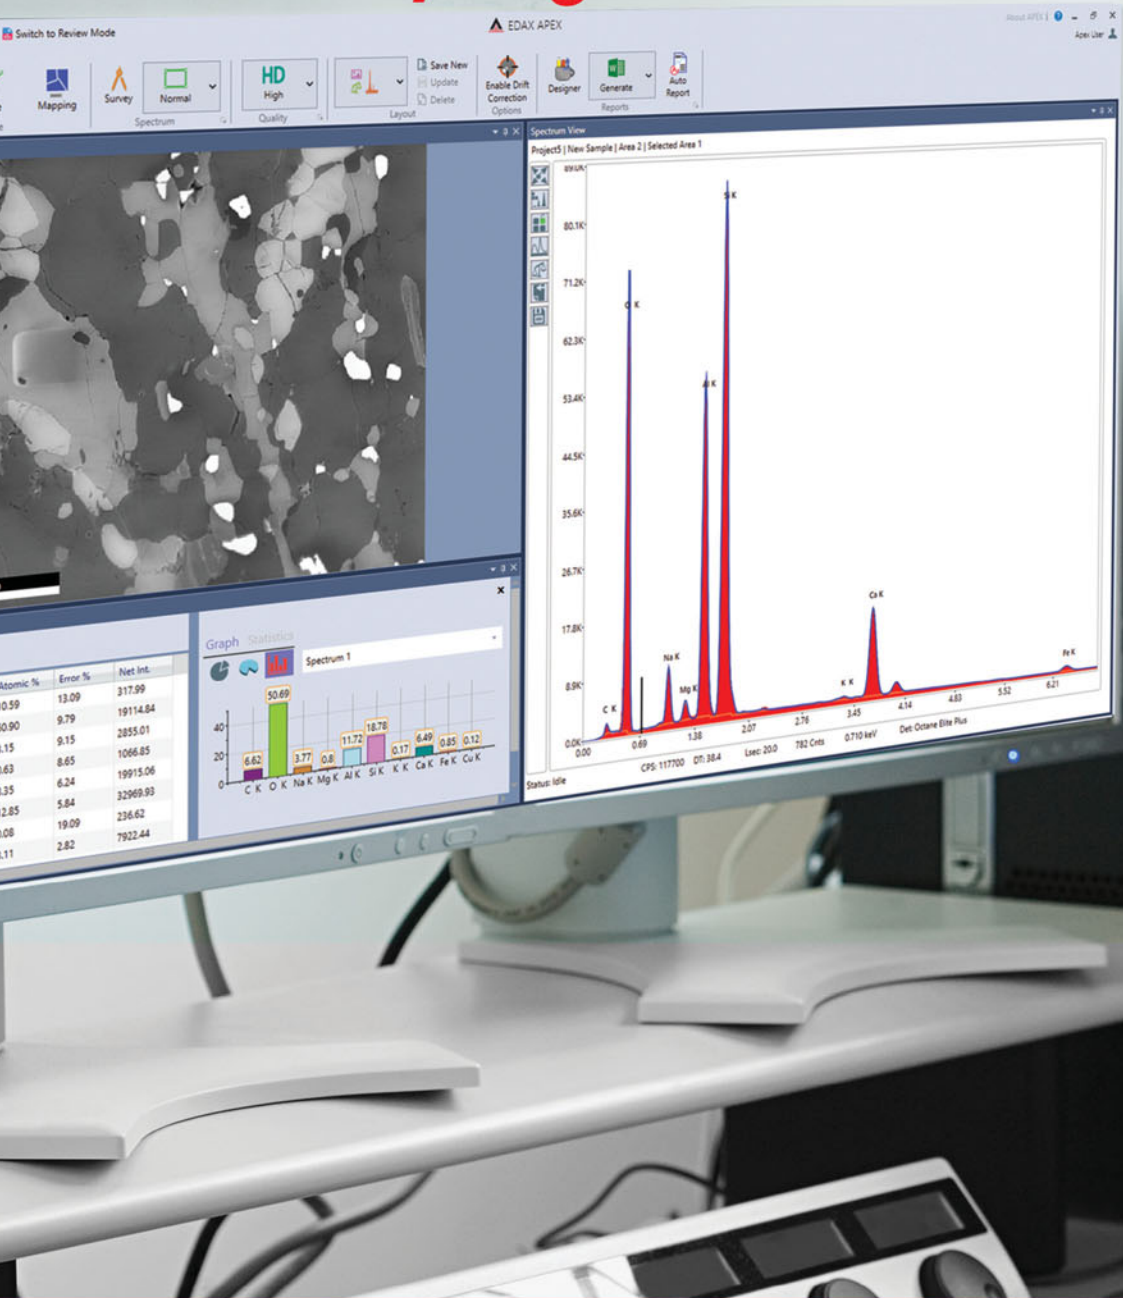 Switch to Review Mode
EDAX APEX
About APEX
Apex User
Mapping
Survey
Normal
Spectrum
HD
High
Quality
Save New
Update
Delete
Layout
Enable Drift
Correction
Options
Designer
Generate
Reports
Auto
Report
Spectrum View
Project5 | New Sample | Area 2 | Selected Area 1
80.1K
71.2K
62.3K
53.4K
44.5K
35.6K
26.7K
17.8K
8.9K
0.0K
C K
Na K
Mg K
Al K
K K
Ca K
Fe K
0.00
0.69
1.38
2.07
2.76
3.45
4.14
4.83
5.52
6.21
CPS: 117700
DT: 38.4
Lsec: 20.0
782 Cnts
0.710 keV
Det: Octane Elite Plus
Status: Idle
Error %
Net Int.
13.09
317.99
9.79
19114.84
9.15
2855.01
8.65
1066.85
6.24
19915.06
5.84
32969.93
19.09
236.62
2.82
7922.44
Graph
Statistics
Spectrum 1
40
20
0
6.62
50.69
3.77
0.8
11.72
18.78
0.17
6.49
0.85
0.12
C K
O K
Na K
Mg K
Al K
Si K
K K
Ca K
Fe K
Cu K